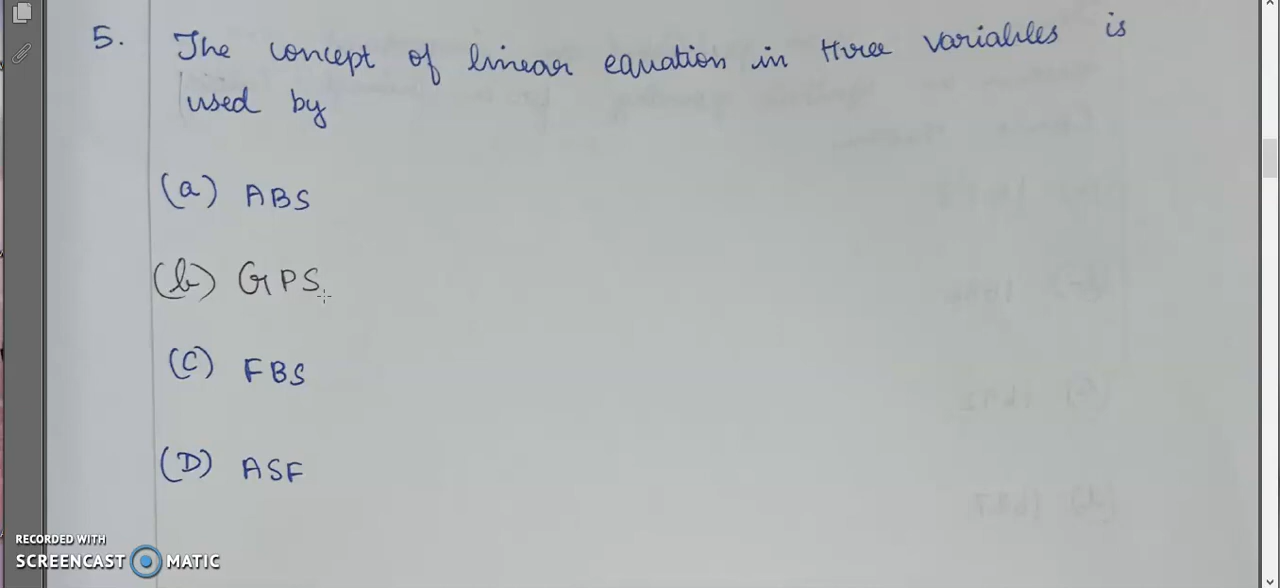 5. The concept of linear equation in three variables is
used by
(a) ABS
(b) GPS
(C) FBS
(D) ASF
RECORDED WITH
SCREENCAST MATIC